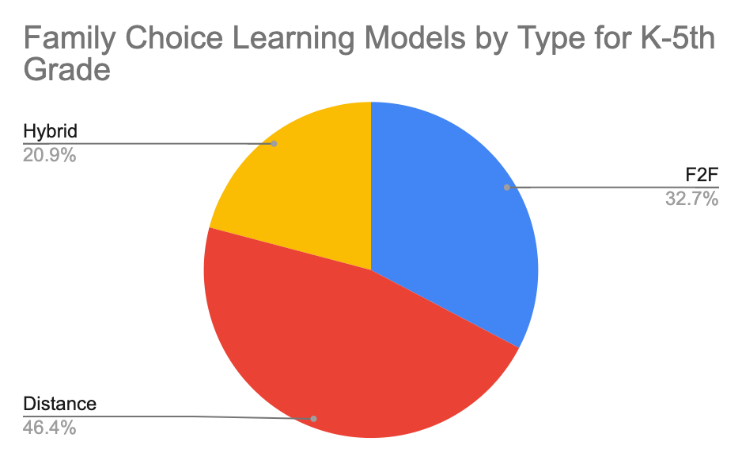 Family Choice Learning Models by Type for K-5th
Grade
Hybrid
20.9%
F2F
32.7%
Distance
46.4%